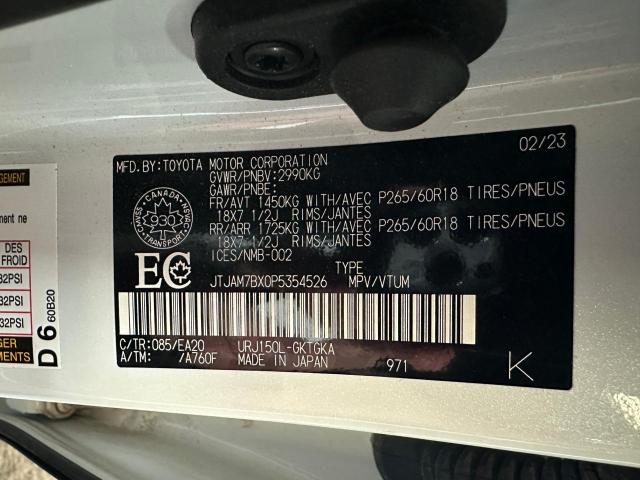 MFD.BY:TOYOTA MOTOR CORPORATION 02/23
GVWR/PNBV:2990KG
GAWR/PNBE:
FR/AVT 1450KG WITH/AVEC P265/60R18 TIRES/PNEUS
18X7 1/2J RIMS/JANTES
RR/ARR 1725KG WITH/AVEC P265/60R18 TIRES/PNEUS
18X7 1/2J RIMS/JANTES
ICES/NMB-002
CANADA
930
TRANSPORT
EC
TYPE
JTJAM7BX0P5354526 MPV/VTUM
C/TR:085/EA20 URJ150L-GKTGKA
A/TM: /A760F MADE IN JAPAN 971 K
AGEMENT
ment ne
DES
FROID
32PSI
32PSI
32PSI
D 6 60B20